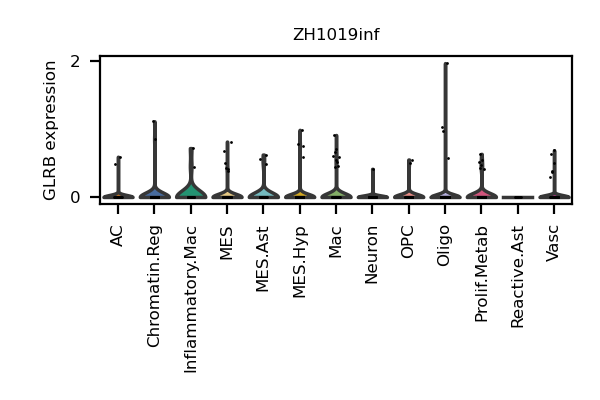 ZH1019inf
GLRB expression
2
0
AC
Chromatin.Reg
Inflammatory.Mac
MES
MES.Ast
MES.Hyp
Mac
Neuron
OPC
Oligo
Prolif.Metab
Reactive.Ast
Vasc